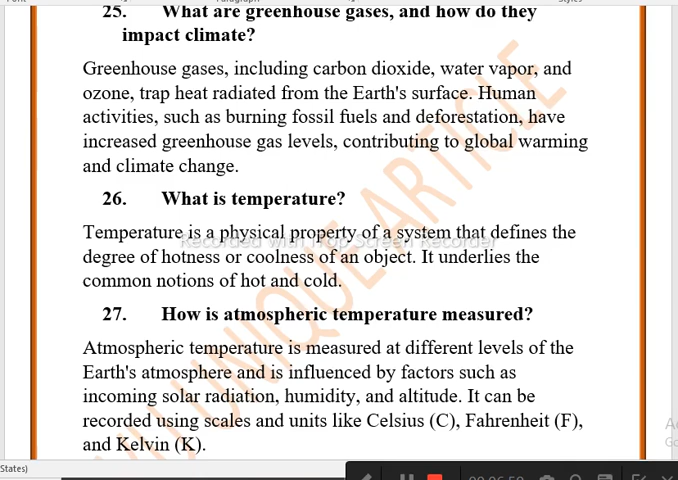 25. What are greenhouse gases, and how do they
impact climate?
Greenhouse gases, including carbon dioxide, water vapor, and
ozone, trap heat radiated from the Earth's surface. Human
activities, such as burning fossil fuels and deforestation, have
increased greenhouse gas levels, contributing to global warming
and climate change.
26. What is temperature?
Temperature is a physical property of a system that defines the
Recorded with iTop Screen Recorder
degree of hotness or coolness of an object. It underlies the
common notions of hot and cold.
27. How is atmospheric temperature measured?
Atmospheric temperature is measured at different levels of the
Earth's atmosphere and is influenced by factors such as
incoming solar radiation, humidity, and altitude. It can be
recorded using scales and units like Celsius (C), Fahrenheit (F),
and Kelvin (K).
UNIQUE ARTICLE
States)